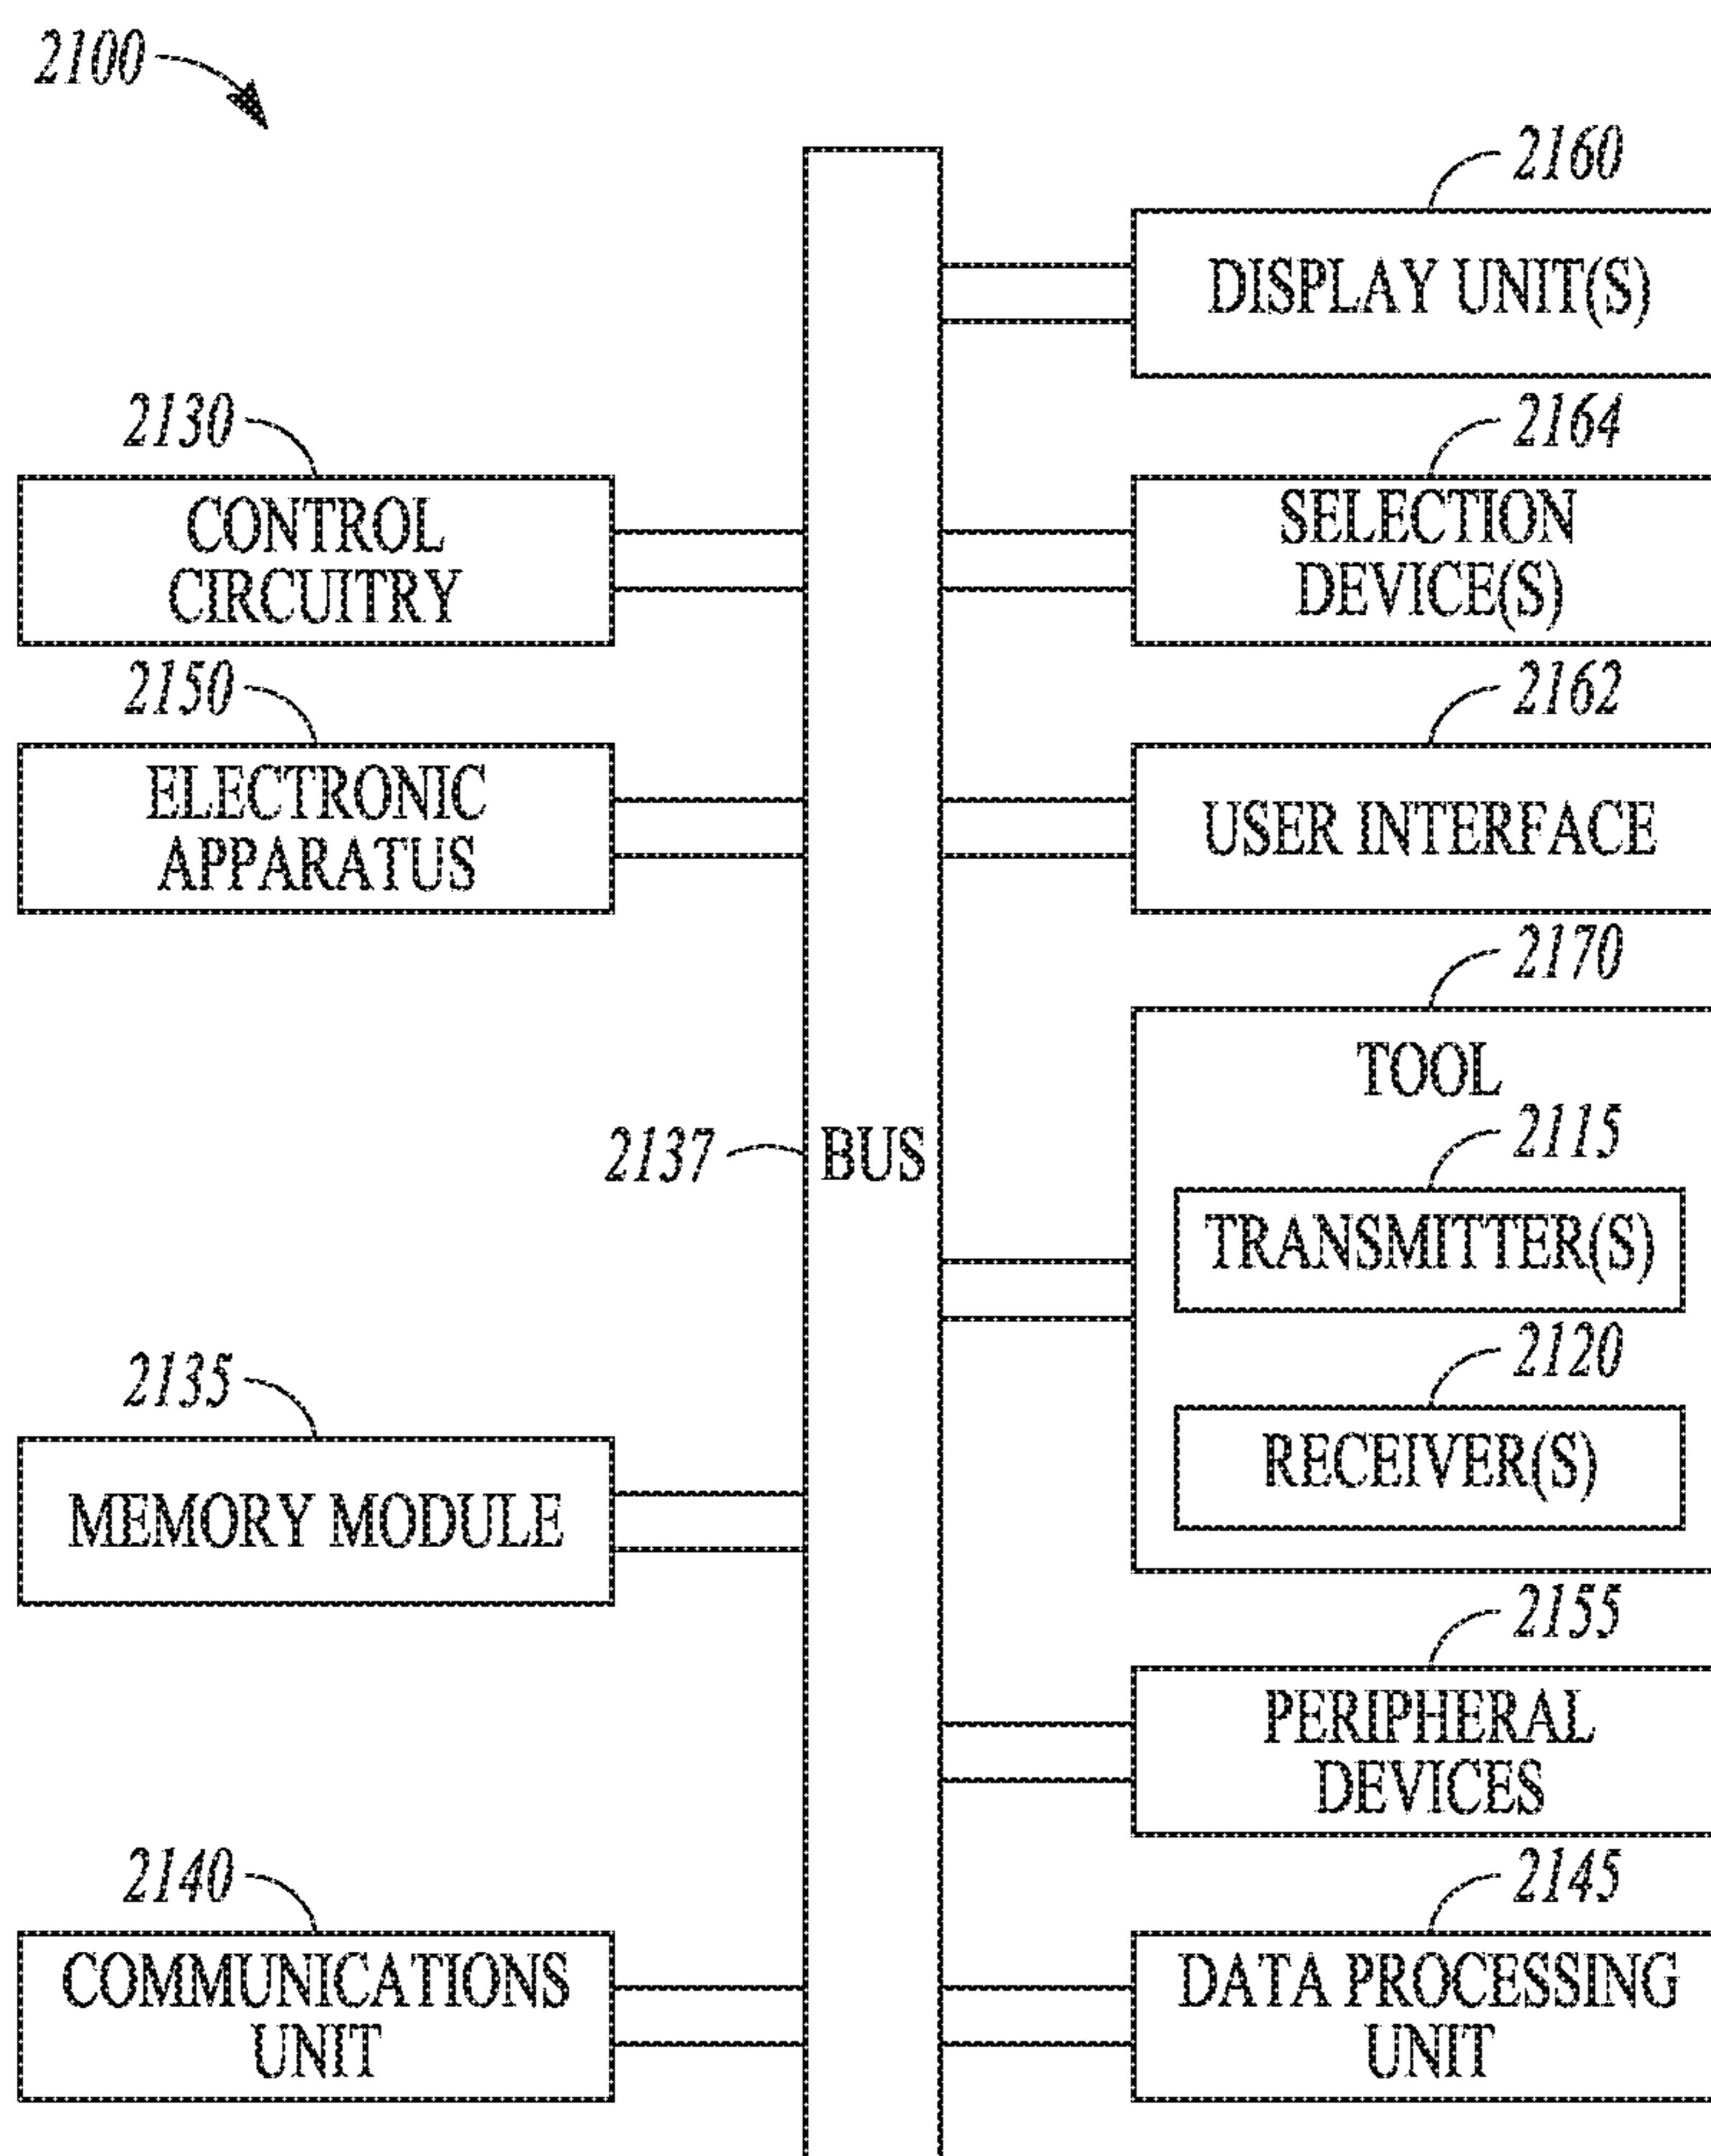 2100
2160
DISPLAY UNIT(S)
2130
CONTROL
CIRCUITRY
2164
SELECTION
DEVICE(S)
2150
ELECTRONIC
APPARATUS
2162
USER INTERFACE
2170
TOOL
2137
BUS
2115
TRANSMITTER(S)
2120
RECEIVER(S)
2135
MEMORY MODULE
2155
PERIPHERAL
DEVICES
2140
COMMUNICATIONS
UNIT
2145
DATA PROCESSING
UNIT